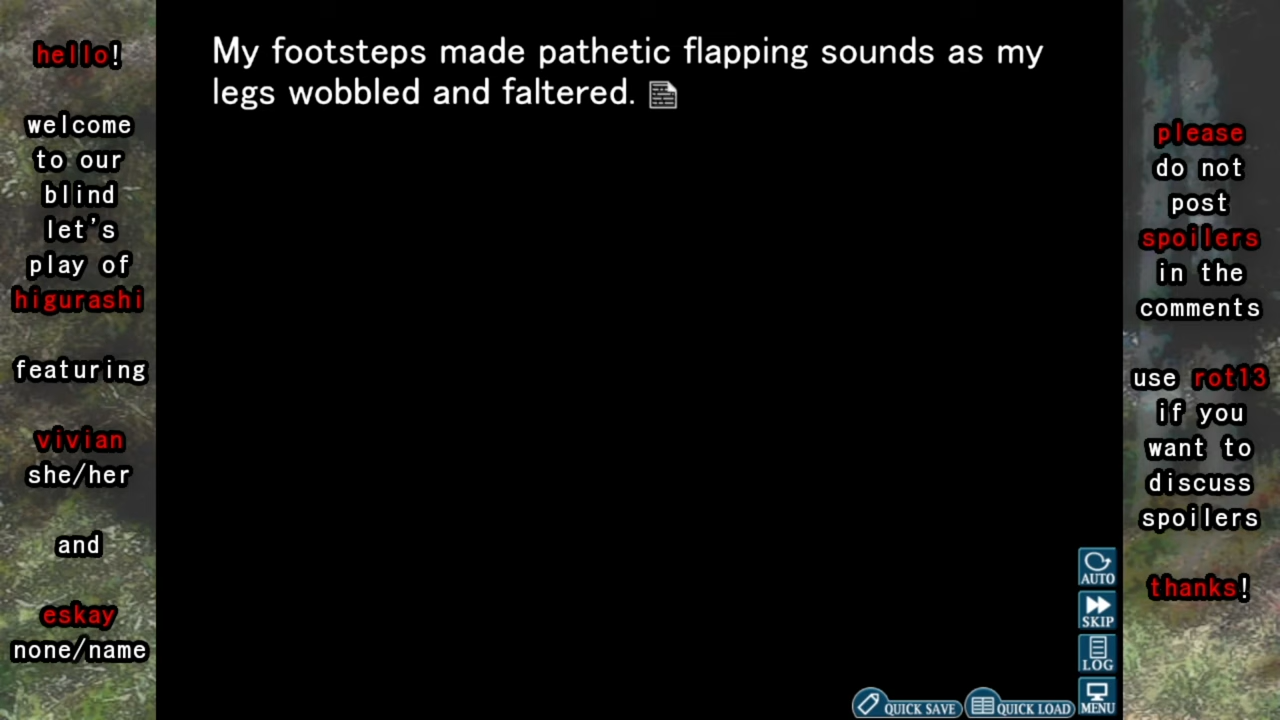 hello!
welcome
to our
blind
let's
play of
higurashi
featuring
vivian
she/her
and
eskay
none/name
My footsteps made pathetic flapping sounds as my
legs wobbled and faltered.
please
do not
post
spoilers
in the
comments
use rot13
if you
want to
discuss
spoilers
thanks!
AUTO
SKIP
LOG
MENU
QUICK SAVE
QUICK LOAD